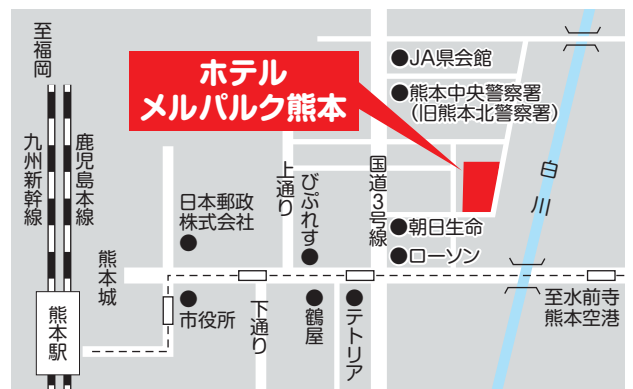 至福岡
九州新幹線
鹿児島本線
熊本駅
熊本城
日本郵政
株式会社
市役所
上通り
下通り
びぷれす
鶴屋
テトリア
国道3号線
ホテル
メルパルク熊本
JA県会館
熊本中央警察署
(旧熊本北警察署)
朝日生命
ローソン
白川
至水前寺
熊本空港